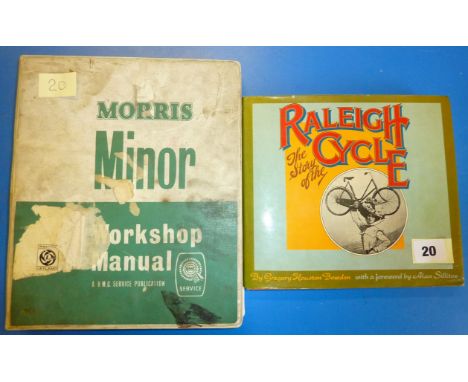 20
MORRIS
Minor
Workshop
Manual
A B.M.C. SERVICE PUBLICATION
LEYLAND
SERVICE
RALEIGH
The Story of the
CYCLE
20
By Gregory Houston Bowden with a foreword by Alan Sillitoe